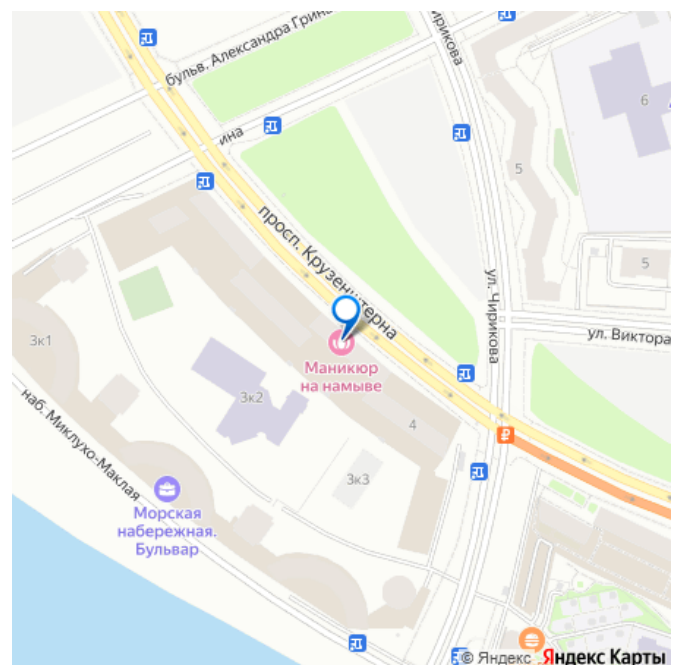 бульв. Александра Грина
ирикова
ина
6
5
5
просп. Крузенштерна
ул. Чирикова
ул. Виктора
3к1
Маникюр
на намыве
3к2
4
3к3
наб. Миклухо-Маклая
Морская
набережная.
Бульвар
© Яндекс Яндекс Карты